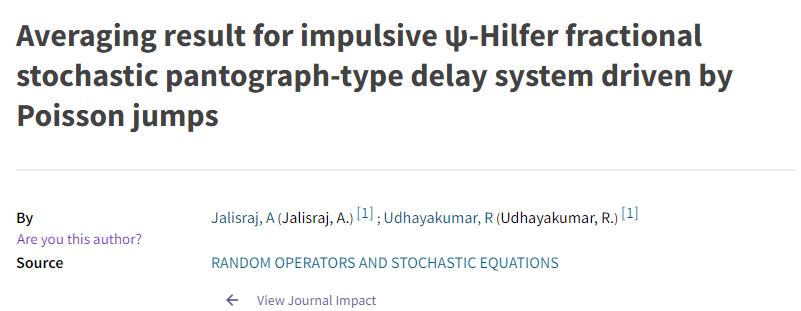 Averaging result for impulsive ψ-Hilfer fractional
stochastic pantograph-type delay system driven by
Poisson jumps
By Jalisraj, A (Jalisraj, A.) [1] ; Udhayakumar, R (Udhayakumar, R.) [1]
Are you this author?
Source RANDOM OPERATORS AND STOCHASTIC EQUATIONS
← View Journal Impact